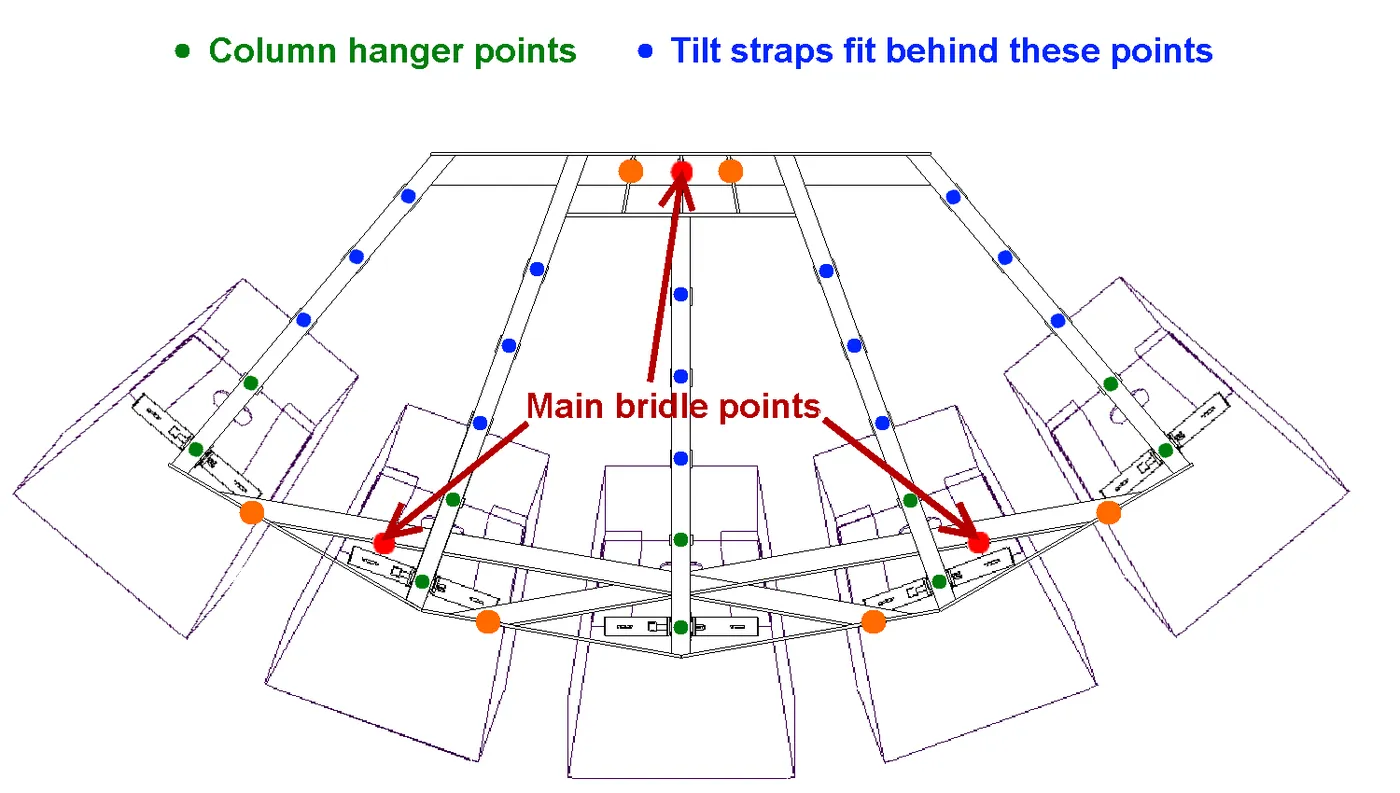 Column hanger points
Tilt straps fit behind these points
Main bridle points